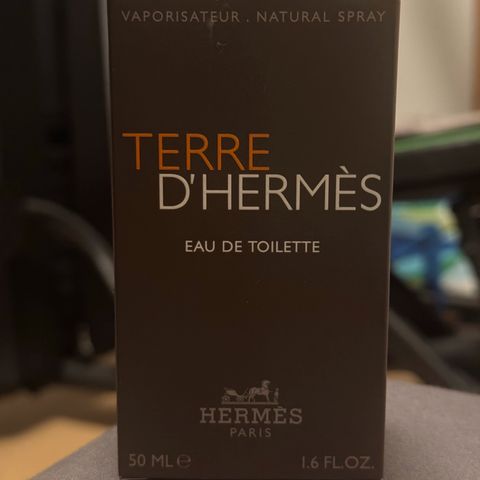 VAPORISATEUR . NATURAL SPRAY
TERRE
D'HERMÈS
EAU DE TOILETTE
HERMÈS
PARIS
50 ML ℮ 1.6 FL.OZ.